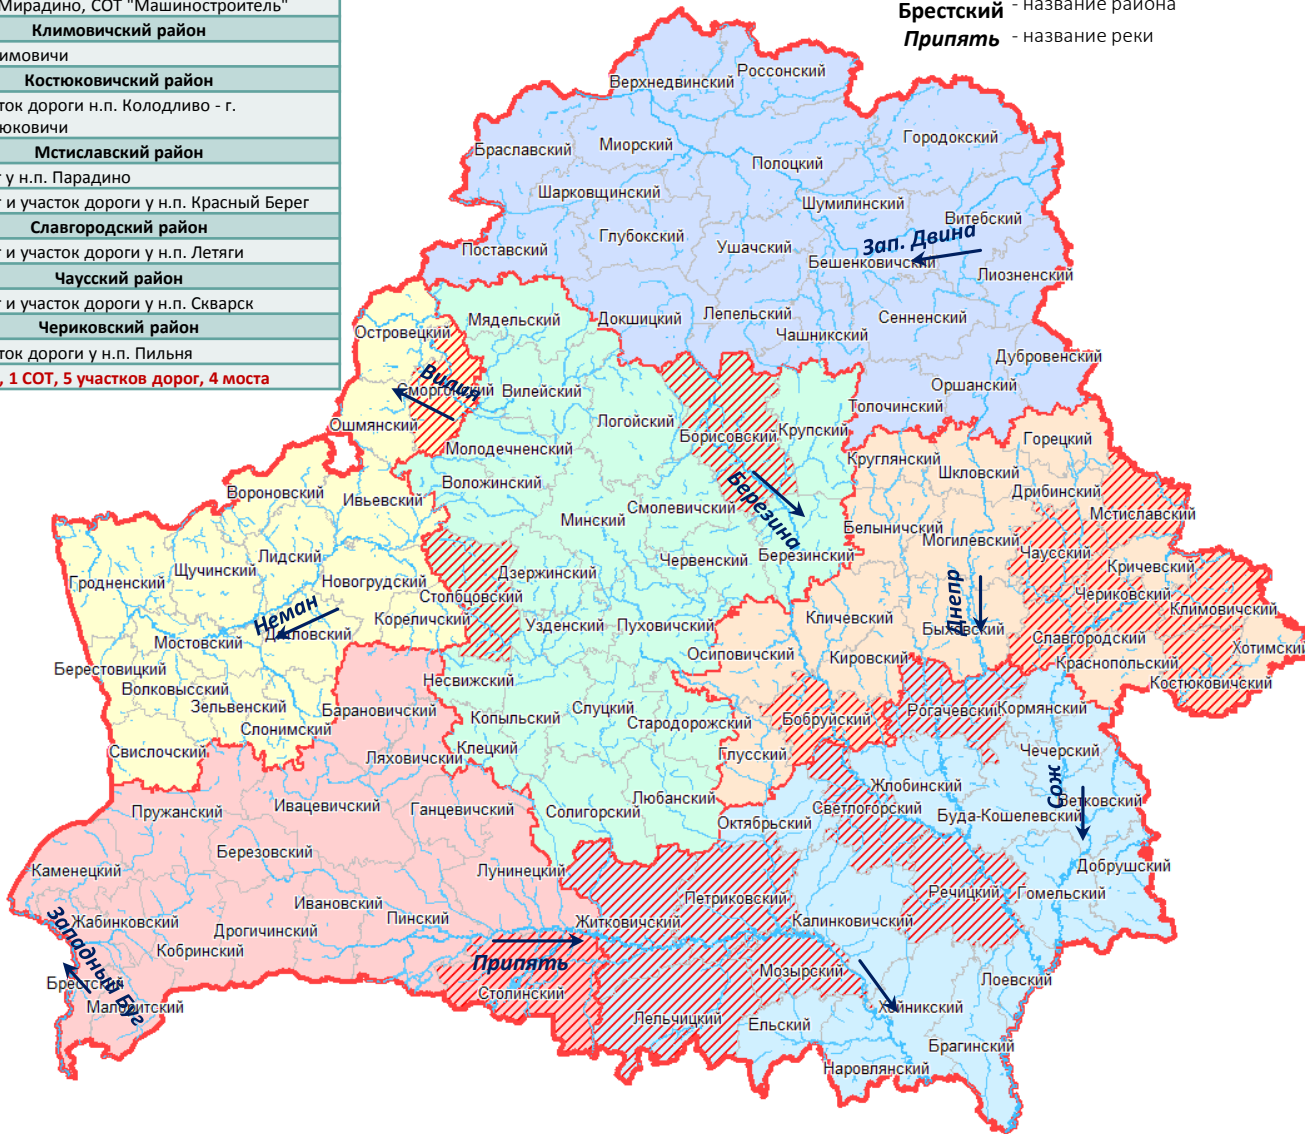 Мирадино, СОТ "Машиностроитель"
Климовичский район
имовичи
Костюковичский район
ток дороги н.п. Колодливо - г.
юковичи
Мстиславский район
у н.п. Парадино
и участок дороги у н.п. Красный Берег
Славгородский район
и участок дороги у н.п. Летяги
Чаусский район
и участок дороги у н.п. Скварск
Чериковский район
ток дороги у н.п. Пильня
, 1 СОТ, 5 участков дорог, 4 моста
Брестский - название района
Припять - название реки
Верхнедвинский
Россонский
Браславский
Миорский
Полоцкий
Городокский
Шарковщинский
Шумилинский
Витебский
Поставский
Глубокский
Ушачский
Зап. Двина
Бешенковичский
Лиозненский
Мядельский
Докшицкий
Лепельский
Чашникский
Сенненский
Островецкий
Дубровенский
Сморгонский
Вилия
Вилейский
Оршанский
Толочинский
Ошмянский
Логойский
Борисовский
Крупский
Молодечненский
Круглянский
Шкловский
Горецкий
Вороновский
Ивьевский
Воложинский
Березина
Дрибинский
Мстиславский
Минский
Смолевичский
Белыничский
Могилевский
Лидский
Щучинский
Гродненский
Новогрудский
Дзержинский
Червенский
Березинский
Чаусский
Кричевский
Столбцовский
Чериковский
Климовичский
Неман
Дятловский
Кореличский
Узденский
Пуховичский
Кличевский
Днепр
Быховский
Славгородский
Хотимский
Мостовский
Берестовицкий
Осиповичский
Кировский
Краснопольский
Костюковичский
Волковысский
Зельвенский
Несвижский
Барановичский
Слонимский
Копыльский
Слуцкий
Стародорожский
Бобруйский
Рогачевский
Кормянский
Свислочский
Ляховичский
Клецкий
Глусский
Чечерский
Сож
Пружанский
Ивацевичский
Ганцевичский
Солигорский
Любанский
Октябрьский
Жлобинский
Светлогорский
Буда-Кошелевский
Ветковский
Березовский
Каменецкий
Лунинецкий
Добрушский
Ивановский
Пинский
Житковичский
Петриковский
Речицкий
Гомельский
Жабинковский
Дрогичинский
Калинковичский
Кобринский
Западный Буг
Припять
Мозырский
Брестский
Малоритский
Столинский
Лоевский
Хойникский
Лельчицкий
Ельский
Брагинский
Наровлянский